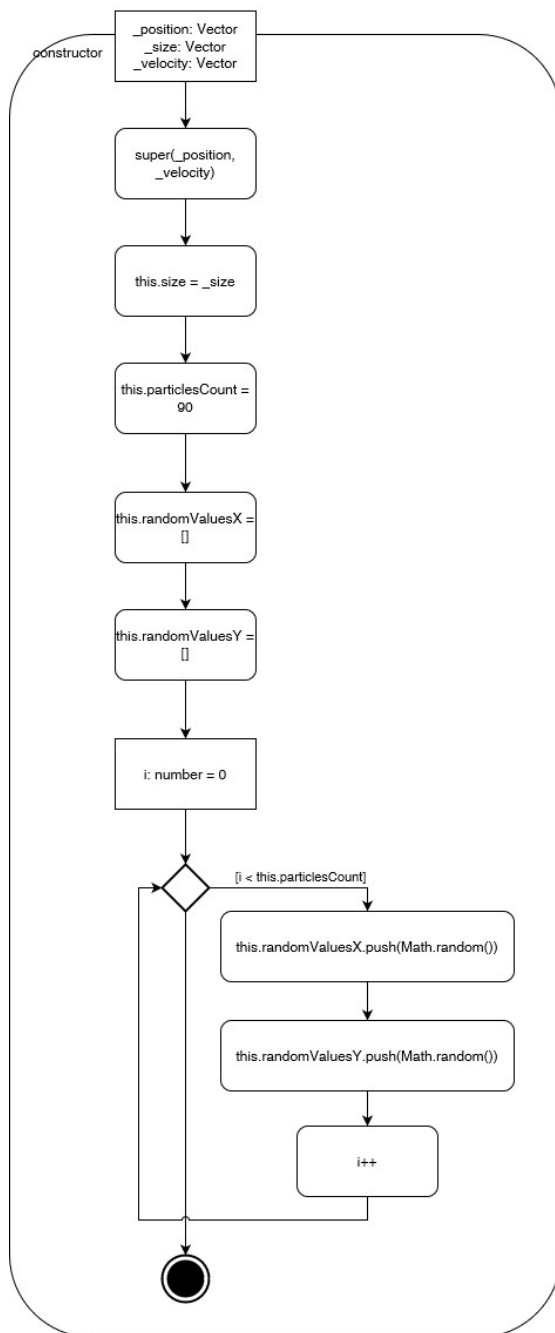 _position: Vector
_size: Vector
_velocity: Vector
constructor
super(_position,
_velocity)
this.size = _size
this.particlesCount =
90
this.randomValuesX =
[]
this.randomValuesY =
[]
i: number = 0
[i < this.particlesCount]
this.randomValuesX.push(Math.random())
this.randomValuesY.push(Math.random())
i++